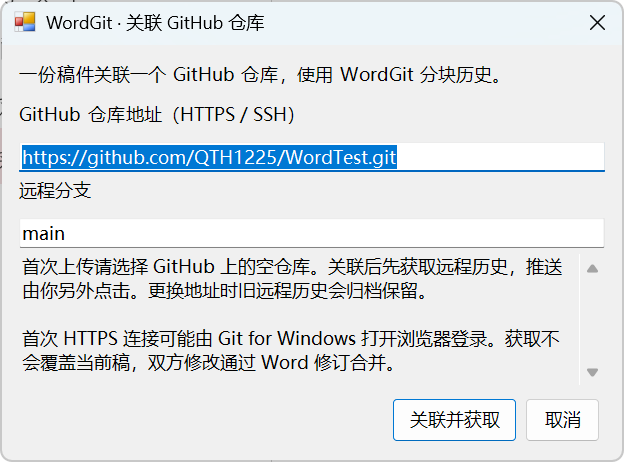 WordGit · 关联 GitHub 仓库
一份稿件关联一个 GitHub 仓库，使用 WordGit 分块历史。
GitHub 仓库地址（HTTPS / SSH）
https://github.com/QTH1225/WordTest.git
远程分支
main
首次上传请选择 GitHub 上的空仓库。关联后先获取远程历史，推送
由你另外点击。更换地址时旧远程历史会归档保留。
首次 HTTPS 连接可能由 Git for Windows 打开浏览器登录。获取不
会覆盖当前稿，双方修改通过 Word 修订合并。
关联并获取
取消